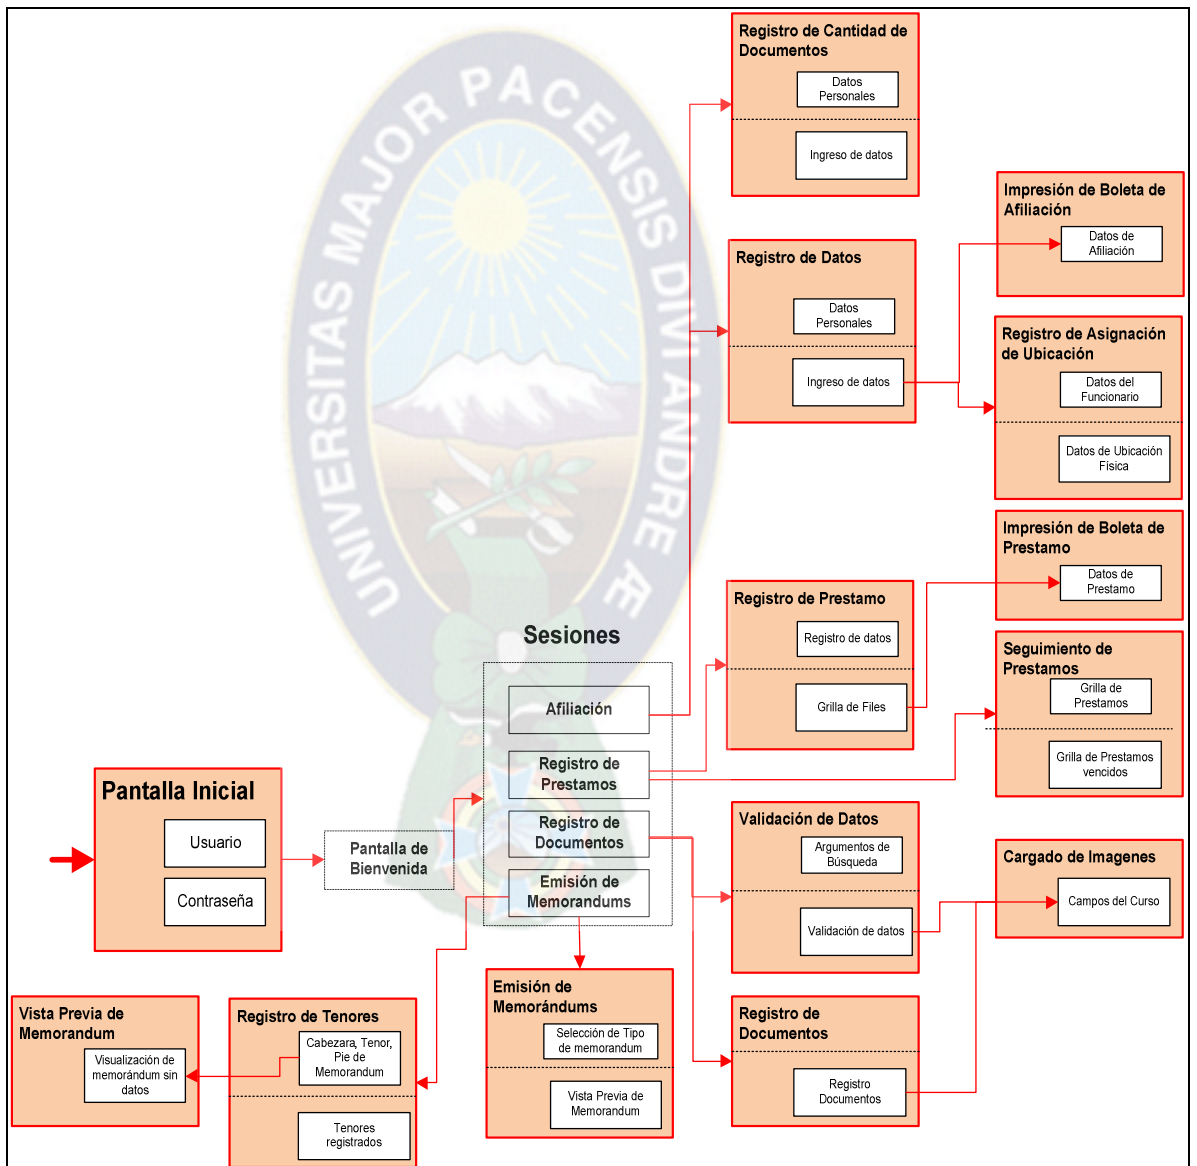 Registro de Cantidad de
Documentos
Datos
Personales
Ingreso de datos
Impresión de Boleta de
Afiliación
Datos de
Afiliación
Registro de Datos
Datos
Personales
Ingreso de datos
Registro de Asignación
de Ubicación
Datos del
Funcionario
Datos de Ubicación
Física
UNIVERSITAS MAJOR PACENSIS DIVI ANDRE Æ
Impresión de Boleta de
Prestamo
Datos de
Prestamo
Registro de Prestamo
Registro de datos
Grilla de Files
Seguimiento de
Prestamos
Grilla de
Prestamos
Grilla de Prestamos
vencidos
Sesiones
Afiliación
Registro de
Prestamos
Registro de
Documentos
Emisión de
Memorandums
Pantalla Inicial
Usuario
Contraseña
Pantalla de
Bienvenida
Validación de Datos
Argumentos de
Búsqueda
Validación de datos
Cargado de Imagenes
Campos del Curso
Vista Previa de
Memorandum
Visualización de
memorándum sin
datos
Registro de Tenores
Cabezara, Tenor,
Pie de
Memorandum
Tenores
registrados
Emisión de
Memorándums
Selección de Tipo
de memorandum
Vista Previa de
Memorandum
Registro de
Documentos
Registro
Documentos